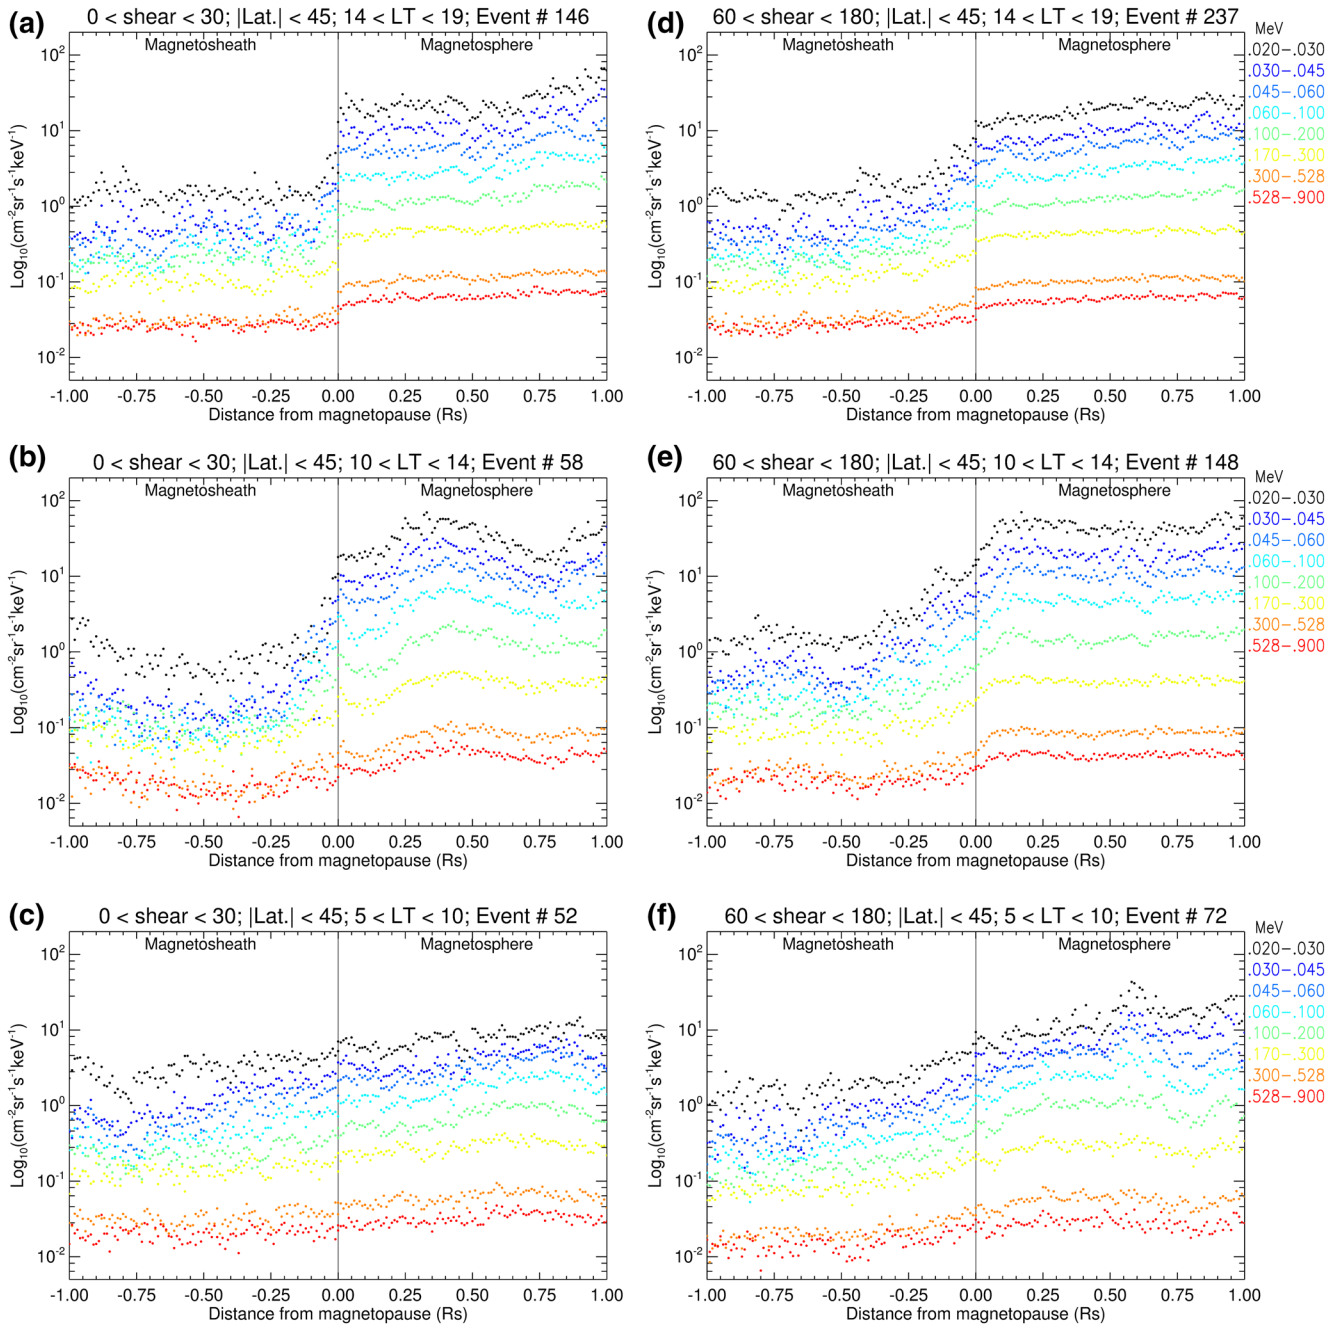 (a) 0 < shear < 30; |Lat.| < 45; 14 < LT < 19; Event # 146
Magnetosheath Magnetosphere
10² 10¹ 10⁰ 10⁻¹ 10⁻²
Log₁₀(cm⁻²sr⁻¹s⁻¹keV⁻¹)
-1.00 -0.75 -0.50 -0.25 0.00 0.25 0.50 0.75 1.00
Distance from magnetopause (Rs)
(d) 60 < shear < 180; |Lat.| < 45; 14 < LT < 19; Event # 237
Magnetosheath Magnetosphere
10² 10¹ 10⁰ 10⁻¹ 10⁻²
Log₁₀(cm⁻²sr⁻¹s⁻¹keV⁻¹)
-1.00 -0.75 -0.50 -0.25 0.00 0.25 0.50 0.75 1.00
Distance from magnetopause (Rs)
MeV
.020-.030
.030-.045
.045-.060
.060-.100
.100-.200
.170-.300
.300-.528
.528-.900
(b) 0 < shear < 30; |Lat.| < 45; 10 < LT < 14; Event # 58
Magnetosheath Magnetosphere
10² 10¹ 10⁰ 10⁻¹ 10⁻²
Log₁₀(cm⁻²sr⁻¹s⁻¹keV⁻¹)
-1.00 -0.75 -0.50 -0.25 0.00 0.25 0.50 0.75 1.00
Distance from magnetopause (Rs)
(e) 60 < shear < 180; |Lat.| < 45; 10 < LT < 14; Event # 148
Magnetosheath Magnetosphere
10² 10¹ 10⁰ 10⁻¹ 10⁻²
Log₁₀(cm⁻²sr⁻¹s⁻¹keV⁻¹)
-1.00 -0.75 -0.50 -0.25 0.00 0.25 0.50 0.75 1.00
Distance from magnetopause (Rs)
MeV
.020-.030
.030-.045
.045-.060
.060-.100
.100-.200
.170-.300
.300-.528
.528-.900
(c) 0 < shear < 30; |Lat.| < 45; 5 < LT < 10; Event # 52
Magnetosheath Magnetosphere
10² 10¹ 10⁰ 10⁻¹ 10⁻²
Log₁₀(cm⁻²sr⁻¹s⁻¹keV⁻¹)
-1.00 -0.75 -0.50 -0.25 0.00 0.25 0.50 0.75 1.00
Distance from magnetopause (Rs)
(f) 60 < shear < 180; |Lat.| < 45; 5 < LT < 10; Event # 72
Magnetosheath Magnetosphere
10² 10¹ 10⁰ 10⁻¹ 10⁻²
Log₁₀(cm⁻²sr⁻¹s⁻¹keV⁻¹)
-1.00 -0.75 -0.50 -0.25 0.00 0.25 0.50 0.75 1.00
Distance from magnetopause (Rs)
MeV
.020-.030
.030-.045
.045-.060
.060-.100
.100-.200
.170-.300
.300-.528
.528-.900